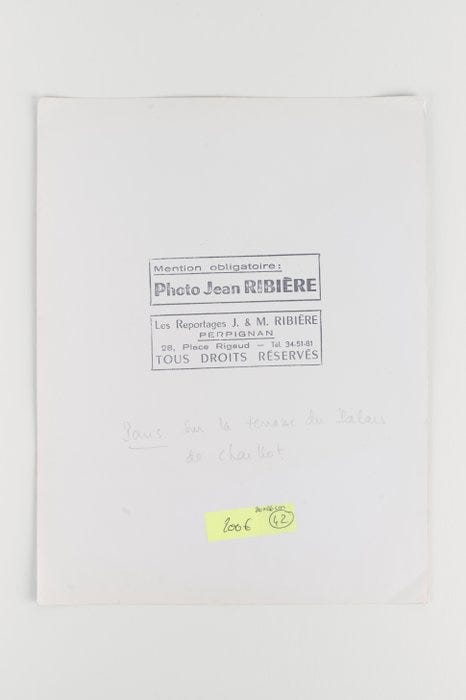 Mention obligatoire:
Photo Jean RIBIÈRE
Les Reportages J. & M. RIBIÈRE
PERPIGNAN
28, Place Rigaud — Tél. 34-51-81
TOUS DROITS RÉSERVÉS
Paris. Sur la terrasse du Palais
de Chaillot.
200€ 42